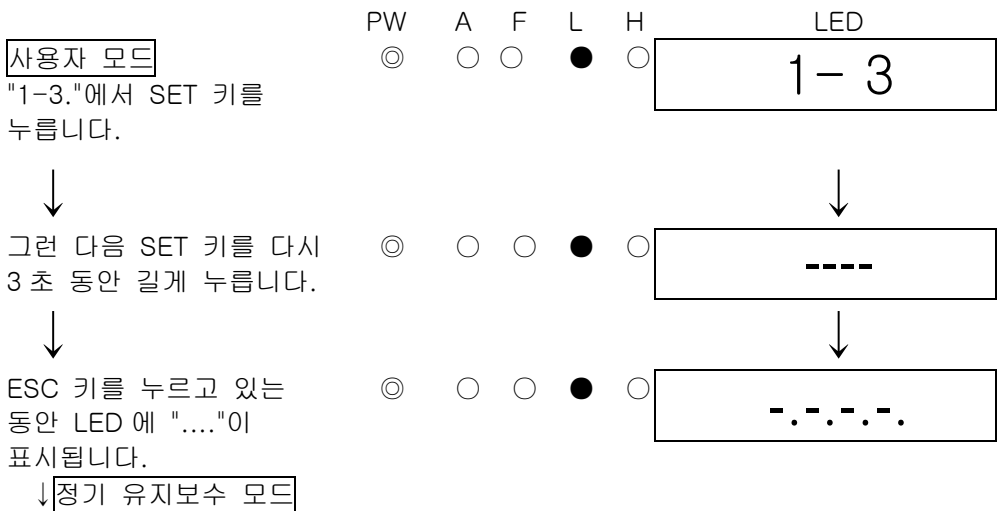 PW A F L H LED
사용자 모드 ◎ ○ ○ ● ○ 1- 3
"1-3."에서 SET 키를
누릅니다.
↓ ↓
그런 다음 SET 키를 다시 ◎ ○ ○ ● ○ ----
3 초 동안 길게 누릅니다.
↓ ↓
ESC 키를 누르고 있는 ◎ ○ ○ ● ○ -.-.-.-.
동안 LED 에 "...."이
표시됩니다.
↓정기 유지보수 모드